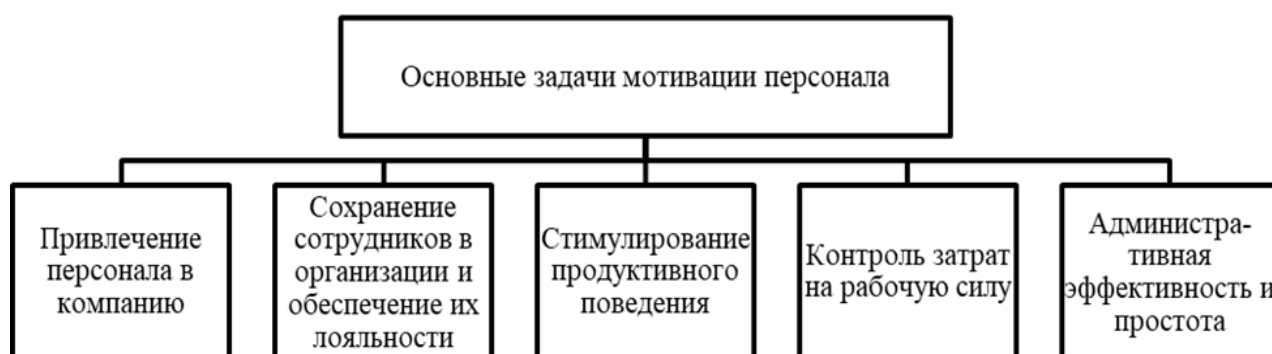 Основные задачи мотивации персонала
Привлечение
персонала в
компанию
Сохранение
сотрудников в
организации и
обеспечение их
лояльности
Стимулирование
продуктивного
поведения
Контроль затрат
на рабочую силу
Администра-
тивная
эффективность и
простота